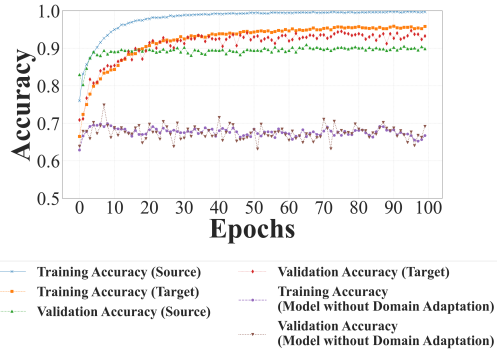 1.0
0.9
0.8
0.7
0.6
0.5
Accuracy
0 10 20 30 40 50 60 70 80 90 100
Epochs
Training Accuracy (Source)
Training Accuracy (Target)
Validation Accuracy (Source)
Validation Accuracy (Target)
Training Accuracy
(Model without Domain Adaptation)
Validation Accuracy
(Model without Domain Adaptation)